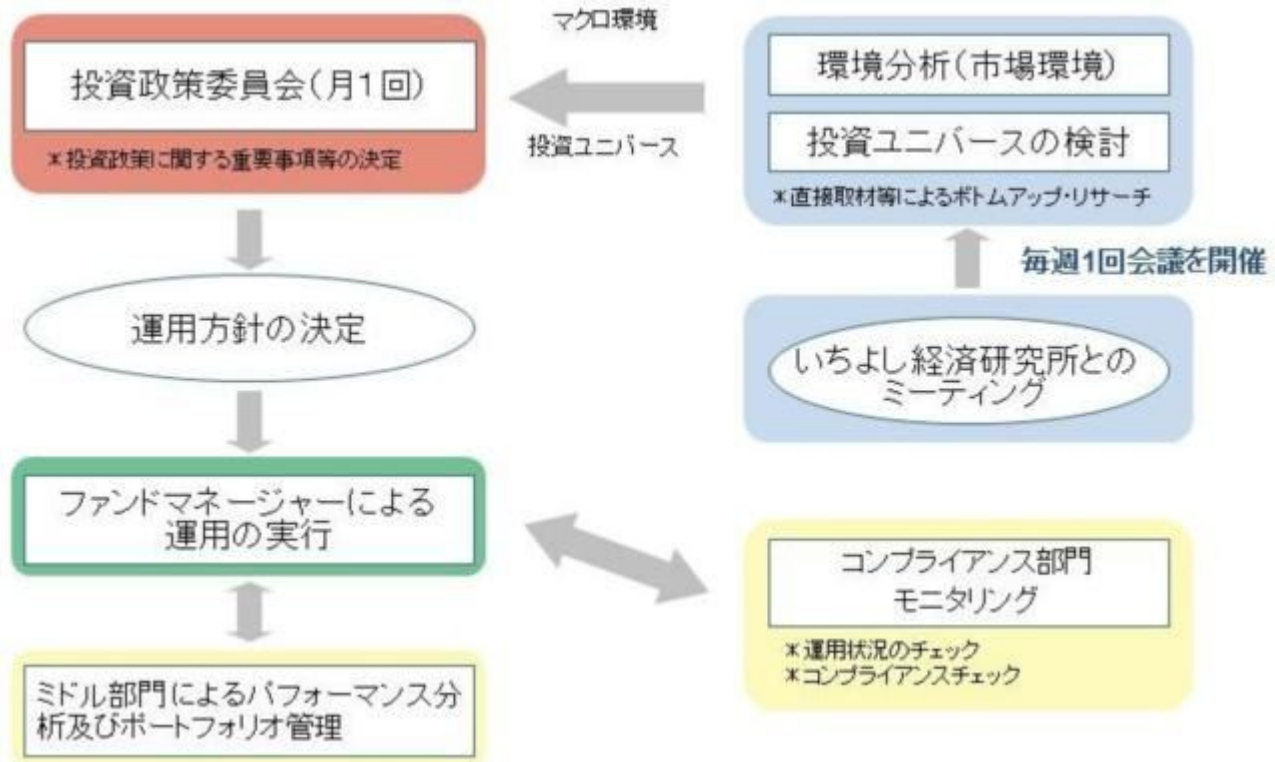 マクロ環境
投資政策委員会(月1回)
*投資政策に関する重要事項等の決定
投資ユニバース
環境分析(市場環境)
投資ユニバースの検討
*直接取材等によるボトムアップ・リサーチ
毎週1回会議を開催
運用方針の決定
いちよし経済研究所との
ミーティング
ファンドマネージャーによる
運用の実行
コンプライアンス部門
モニタリング
*運用状況のチェック
*コンプライアンスチェック
ミドル部門によるパフォーマンス分
析及びポートフォリオ管理